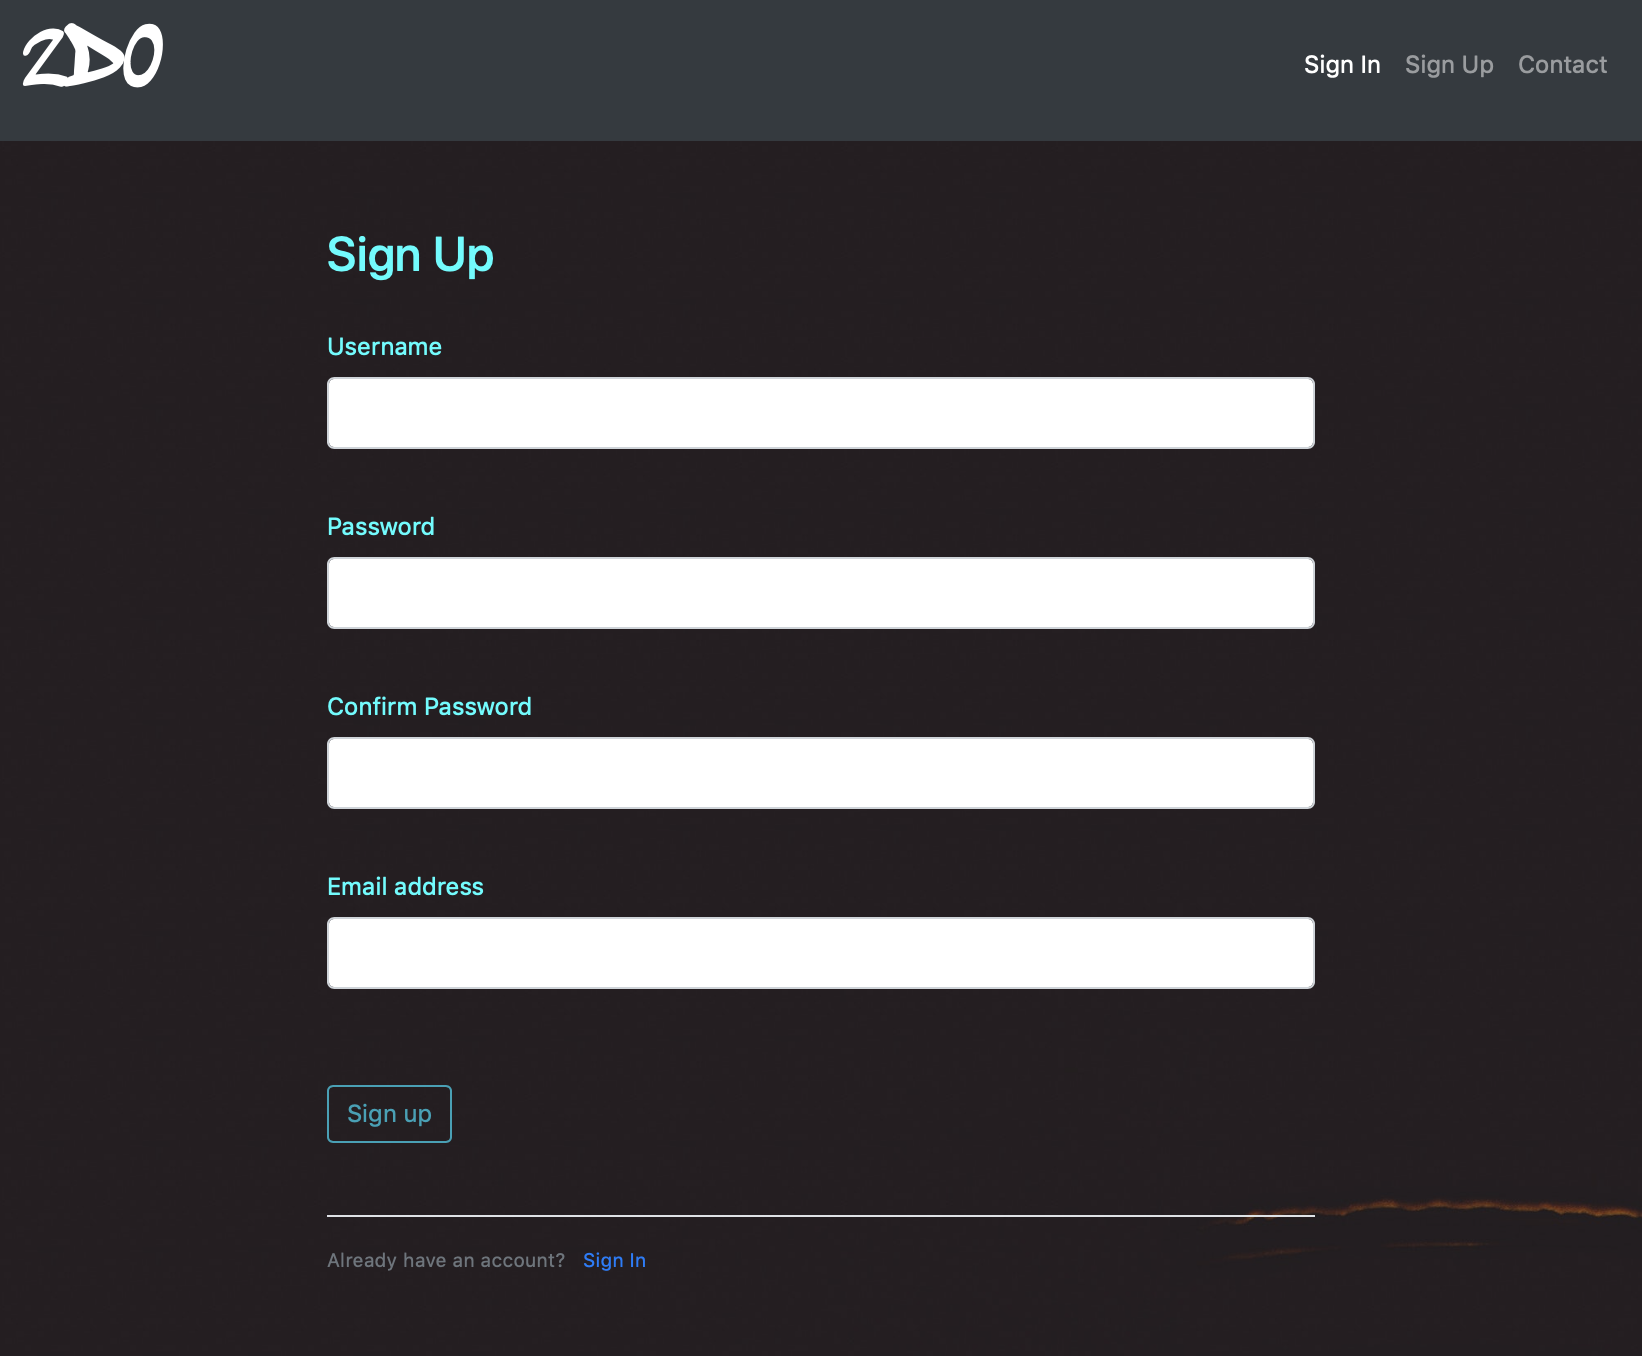 2DO
Sign In Sign Up Contact
Sign Up
Username
Password
Confirm Password
Email address
Sign up
Already have an account? Sign In